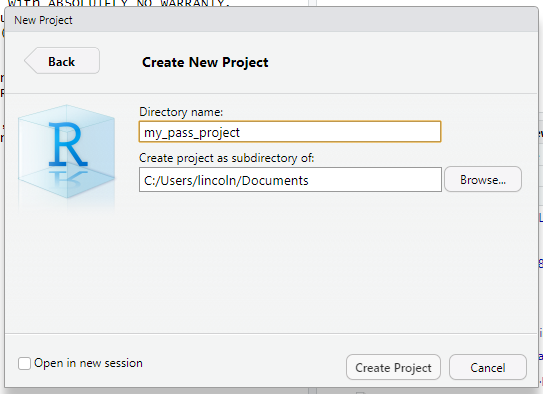 with ABSOLUTELY NO WARRANTY.
New Project
Back
Create New Project
R
Directory name:
my_pass_project
Create project as subdirectory of:
C:/Users/lincoln/Documents
Browse...
Open in new session
Create Project
Cancel